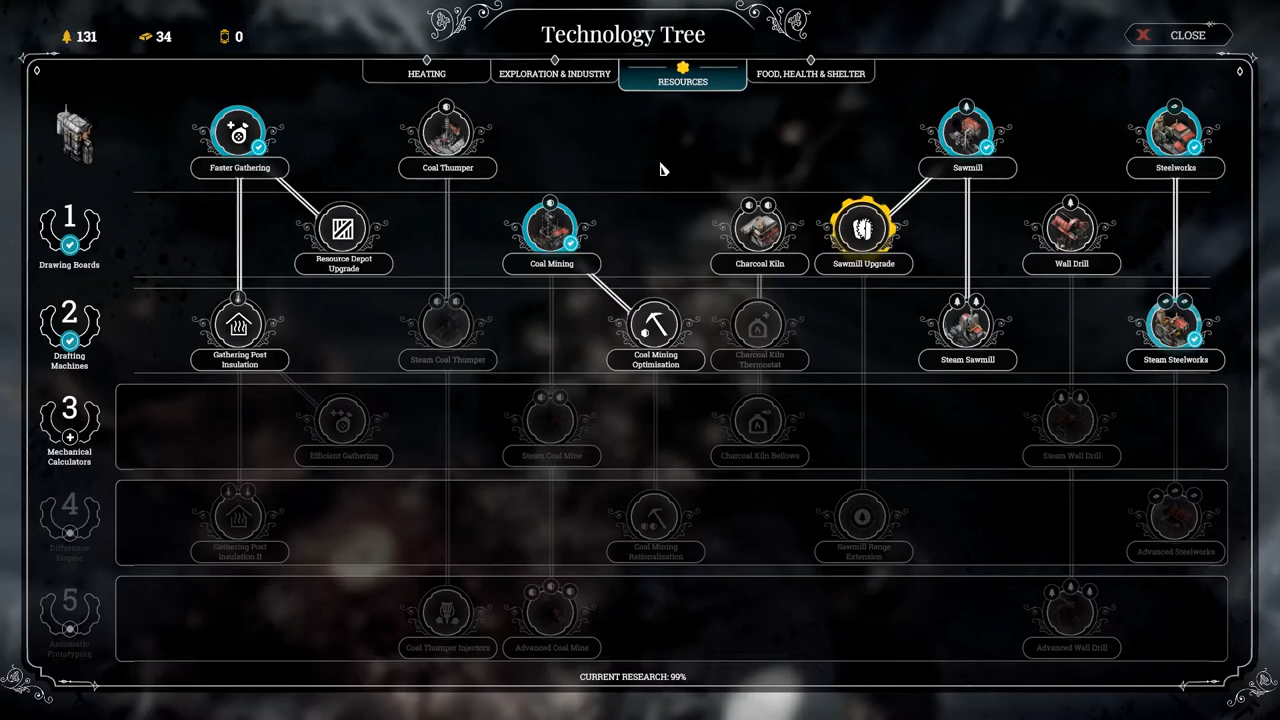 131
34
0
Technology Tree
CLOSE
HEATING
EXPLORATION & INDUSTRY
RESOURCES
FOOD, HEALTH & SHELTER
Faster Gathering
Coal Thumper
Sawmill
Steelworks
1
Drawing Boards
Resource Depot
Upgrade
Coal Mining
Charcoal Kiln
Sawmill Upgrade
Wall Drill
2
Drafting
Machines
Gathering Post
Insulation
Steam Coal Thumper
Coal Mining
Optimisation
Charcoal Kiln
Thermostat
Steam Sawmill
Steam Steelworks
3
Mechanical
Calculators
Efficient Gathering
Steam Coal Mine
Charcoal Kiln Bellows
Steam Wall Drill
4
Difference
Engine
Gathering Post
Insulation II
Coal Mining
Rationalisation
Sawmill Range
Extension
Advanced Steelworks
5
Automatic
Prototyping
Coal Thumper Injectors
Advanced Coal Mine
Advanced Wall Drill
CURRENT RESEARCH: 99%